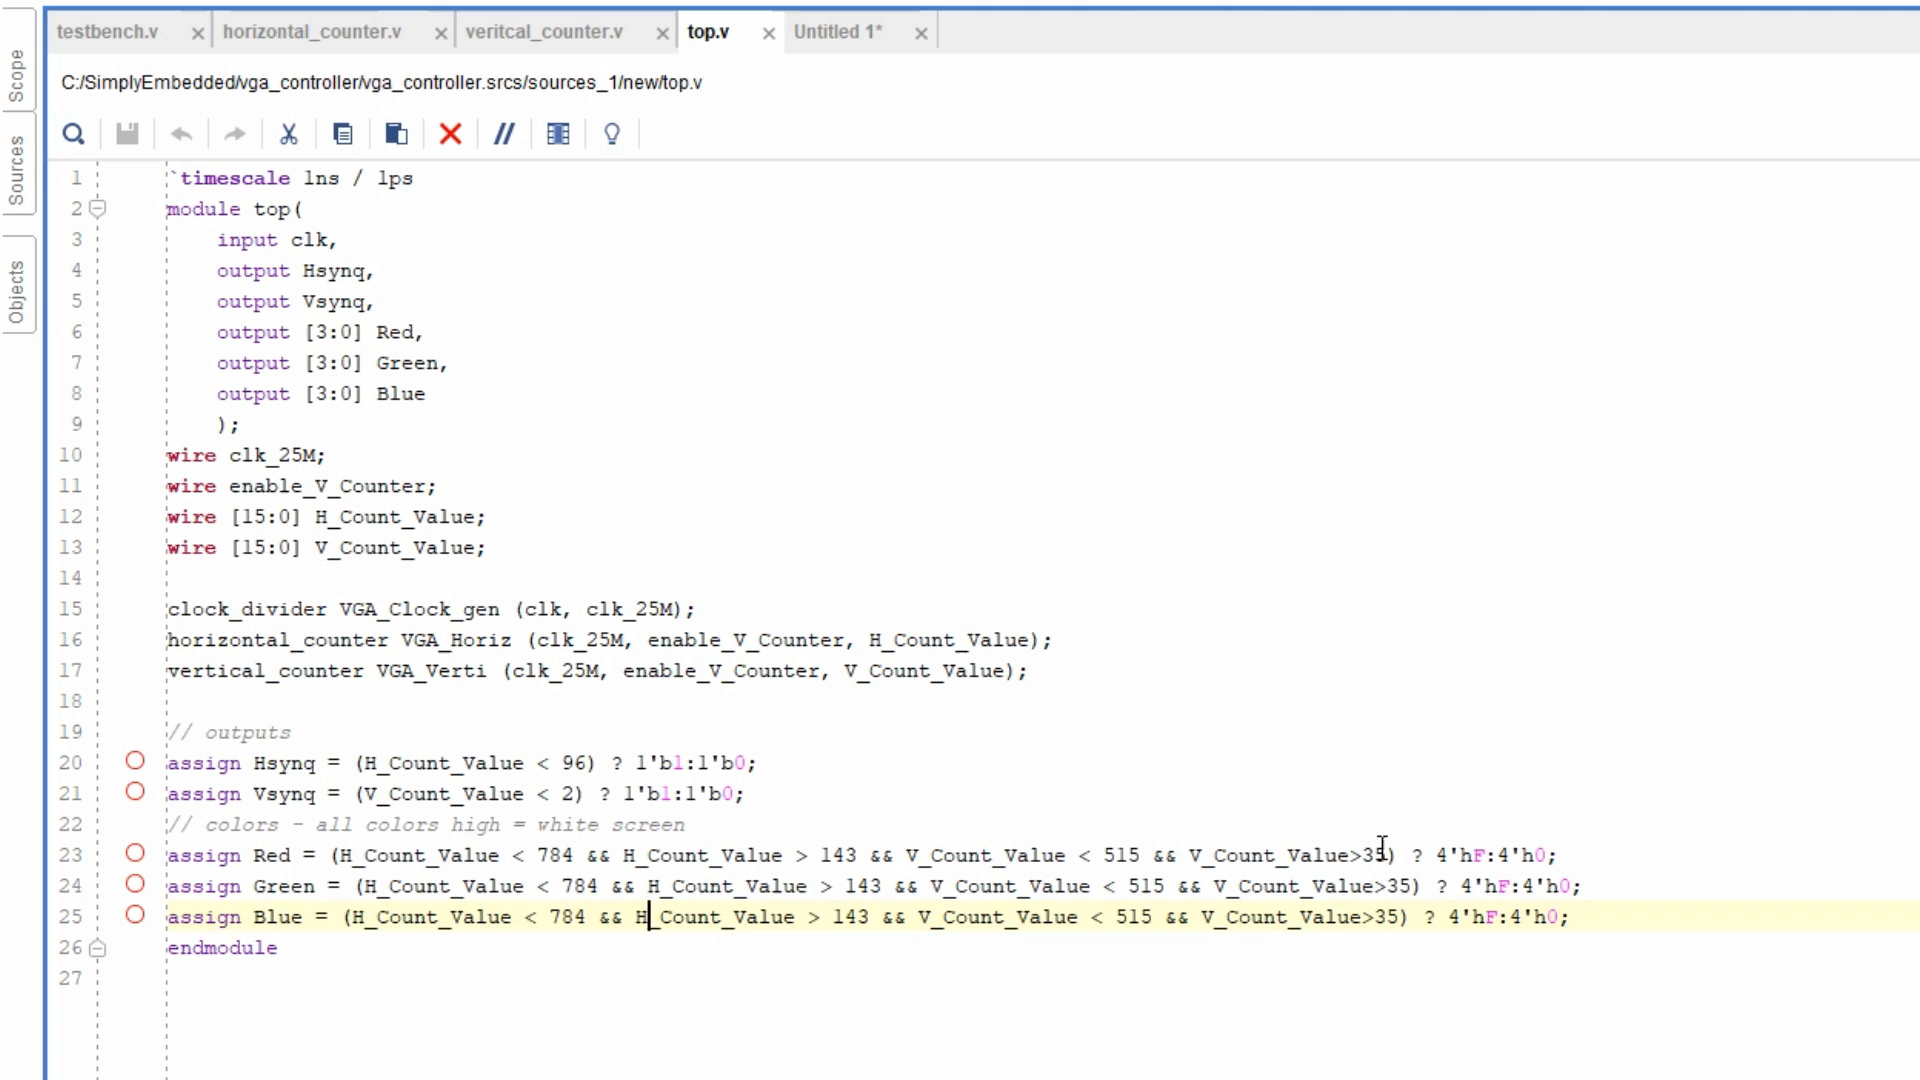 testbench.v × horizontal_counter.v × veritcal_counter.v × top.v × Untitled 1* ×
Scope
Sources
Objects
C:/SimplyEmbedded/vga_controller/vga_controller.srcs/sources_1/new/top.v
1 `timescale 1ns / 1ps
2 module top(
3 input clk,
4 output Hsynq,
5 output Vsynq,
6 output [3:0] Red,
7 output [3:0] Green,
8 output [3:0] Blue
9 );
10 wire clk_25M;
11 wire enable_V_Counter;
12 wire [15:0] H_Count_Value;
13 wire [15:0] V_Count_Value;
14
15 clock_divider VGA_Clock_gen (clk, clk_25M);
16 horizontal_counter VGA_Horiz (clk_25M, enable_V_Counter, H_Count_Value);
17 vertical_counter VGA_Verti (clk_25M, enable_V_Counter, V_Count_Value);
18
19 // outputs
20 assign Hsynq = (H_Count_Value < 96) ? 1'b1:1'b0;
21 assign Vsynq = (V_Count_Value < 2) ? 1'b1:1'b0;
22 // colors - all colors high = white screen
23 assign Red = (H_Count_Value < 784 && H_Count_Value > 143 && V_Count_Value < 515 && V_Count_Value>35) ? 4'hF:4'h0;
24 assign Green = (H_Count_Value < 784 && H_Count_Value > 143 && V_Count_Value < 515 && V_Count_Value>35) ? 4'hF:4'h0;
25 assign Blue = (H_Count_Value < 784 && H_Count_Value > 143 && V_Count_Value < 515 && V_Count_Value>35) ? 4'hF:4'h0;
26 endmodule
27